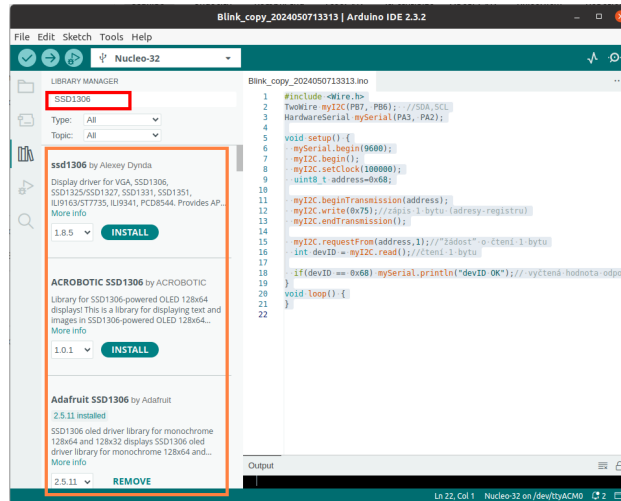 Blink_copy_2024050713313 | Arduino IDE 2.3.2
File Edit Sketch Tools Help
Nucleo-32
LIBRARY MANAGER
SSD1306
Type: All
Topic: All
ssd1306 by Alexey Dynda
Display driver for VGA, SSD1306,
SSD1325/SSD1327, SSD1331, SSD1351,
ILI9163/ST7735, ILI9341, PCD8544. Provides AP...
More info
1.8.5 INSTALL
ACROBOTIC SSD1306 by ACROBOTIC
Library for SSD1306-powered OLED 128x64
displays! This is a library for displaying text and
images in SSD1306-powered OLED 128x64...
More info
1.0.1 INSTALL
Adafruit SSD1306 by Adafruit
2.5.11 installed
SSD1306 oled driver library for monochrome
128x64 and 128x32 displays SSD1306 oled
driver library for monochrome 128x64 and...
More info
2.5.11 REMOVE
Blink_copy_2024050713313.ino
1 #include <Wire.h>
2 TwoWire myI2C(PB7, PB6); //SDA,SCL
3 HardwareSerial mySerial(PA3, PA2);
4
5 void setup() {
6 mySerial.begin(9600);
7 myI2C.begin();
8 myI2C.setClock(100000);
9 uint8_t address=0x68;
10
11 myI2C.beginTransmission(address);
12 myI2C.write(0x75);//zápis 1 bytu (adresy registru)
13 myI2C.endTransmission();
14
15 myI2C.requestFrom(address,1);//"žádost" o čtení 1 bytu
16 int devID = myI2C.read();//čtení 1 bytu
17
18 if(devID == 0x68) mySerial.println("devID OK");// vyčtená hodnota odpo
19 }
20 void loop() {
21 }
22
Output
Ln 22, Col 1 Nucleo-32 on /dev/ttyACM0 2